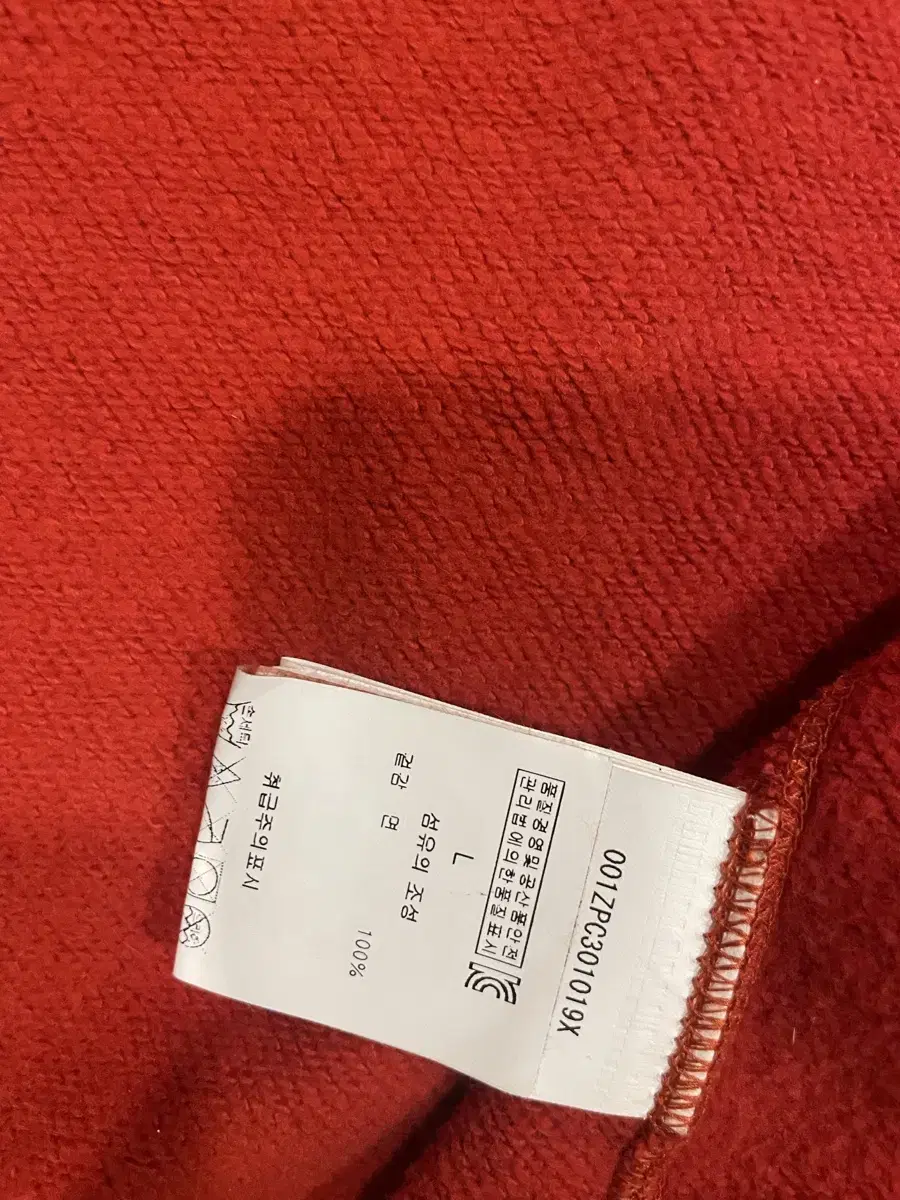 001ZPC301019X
품질경영및공산품안전
관리법에의한품질표시
L
섬유의 조성
겉감 면 100%
취급주의표시
손세탁